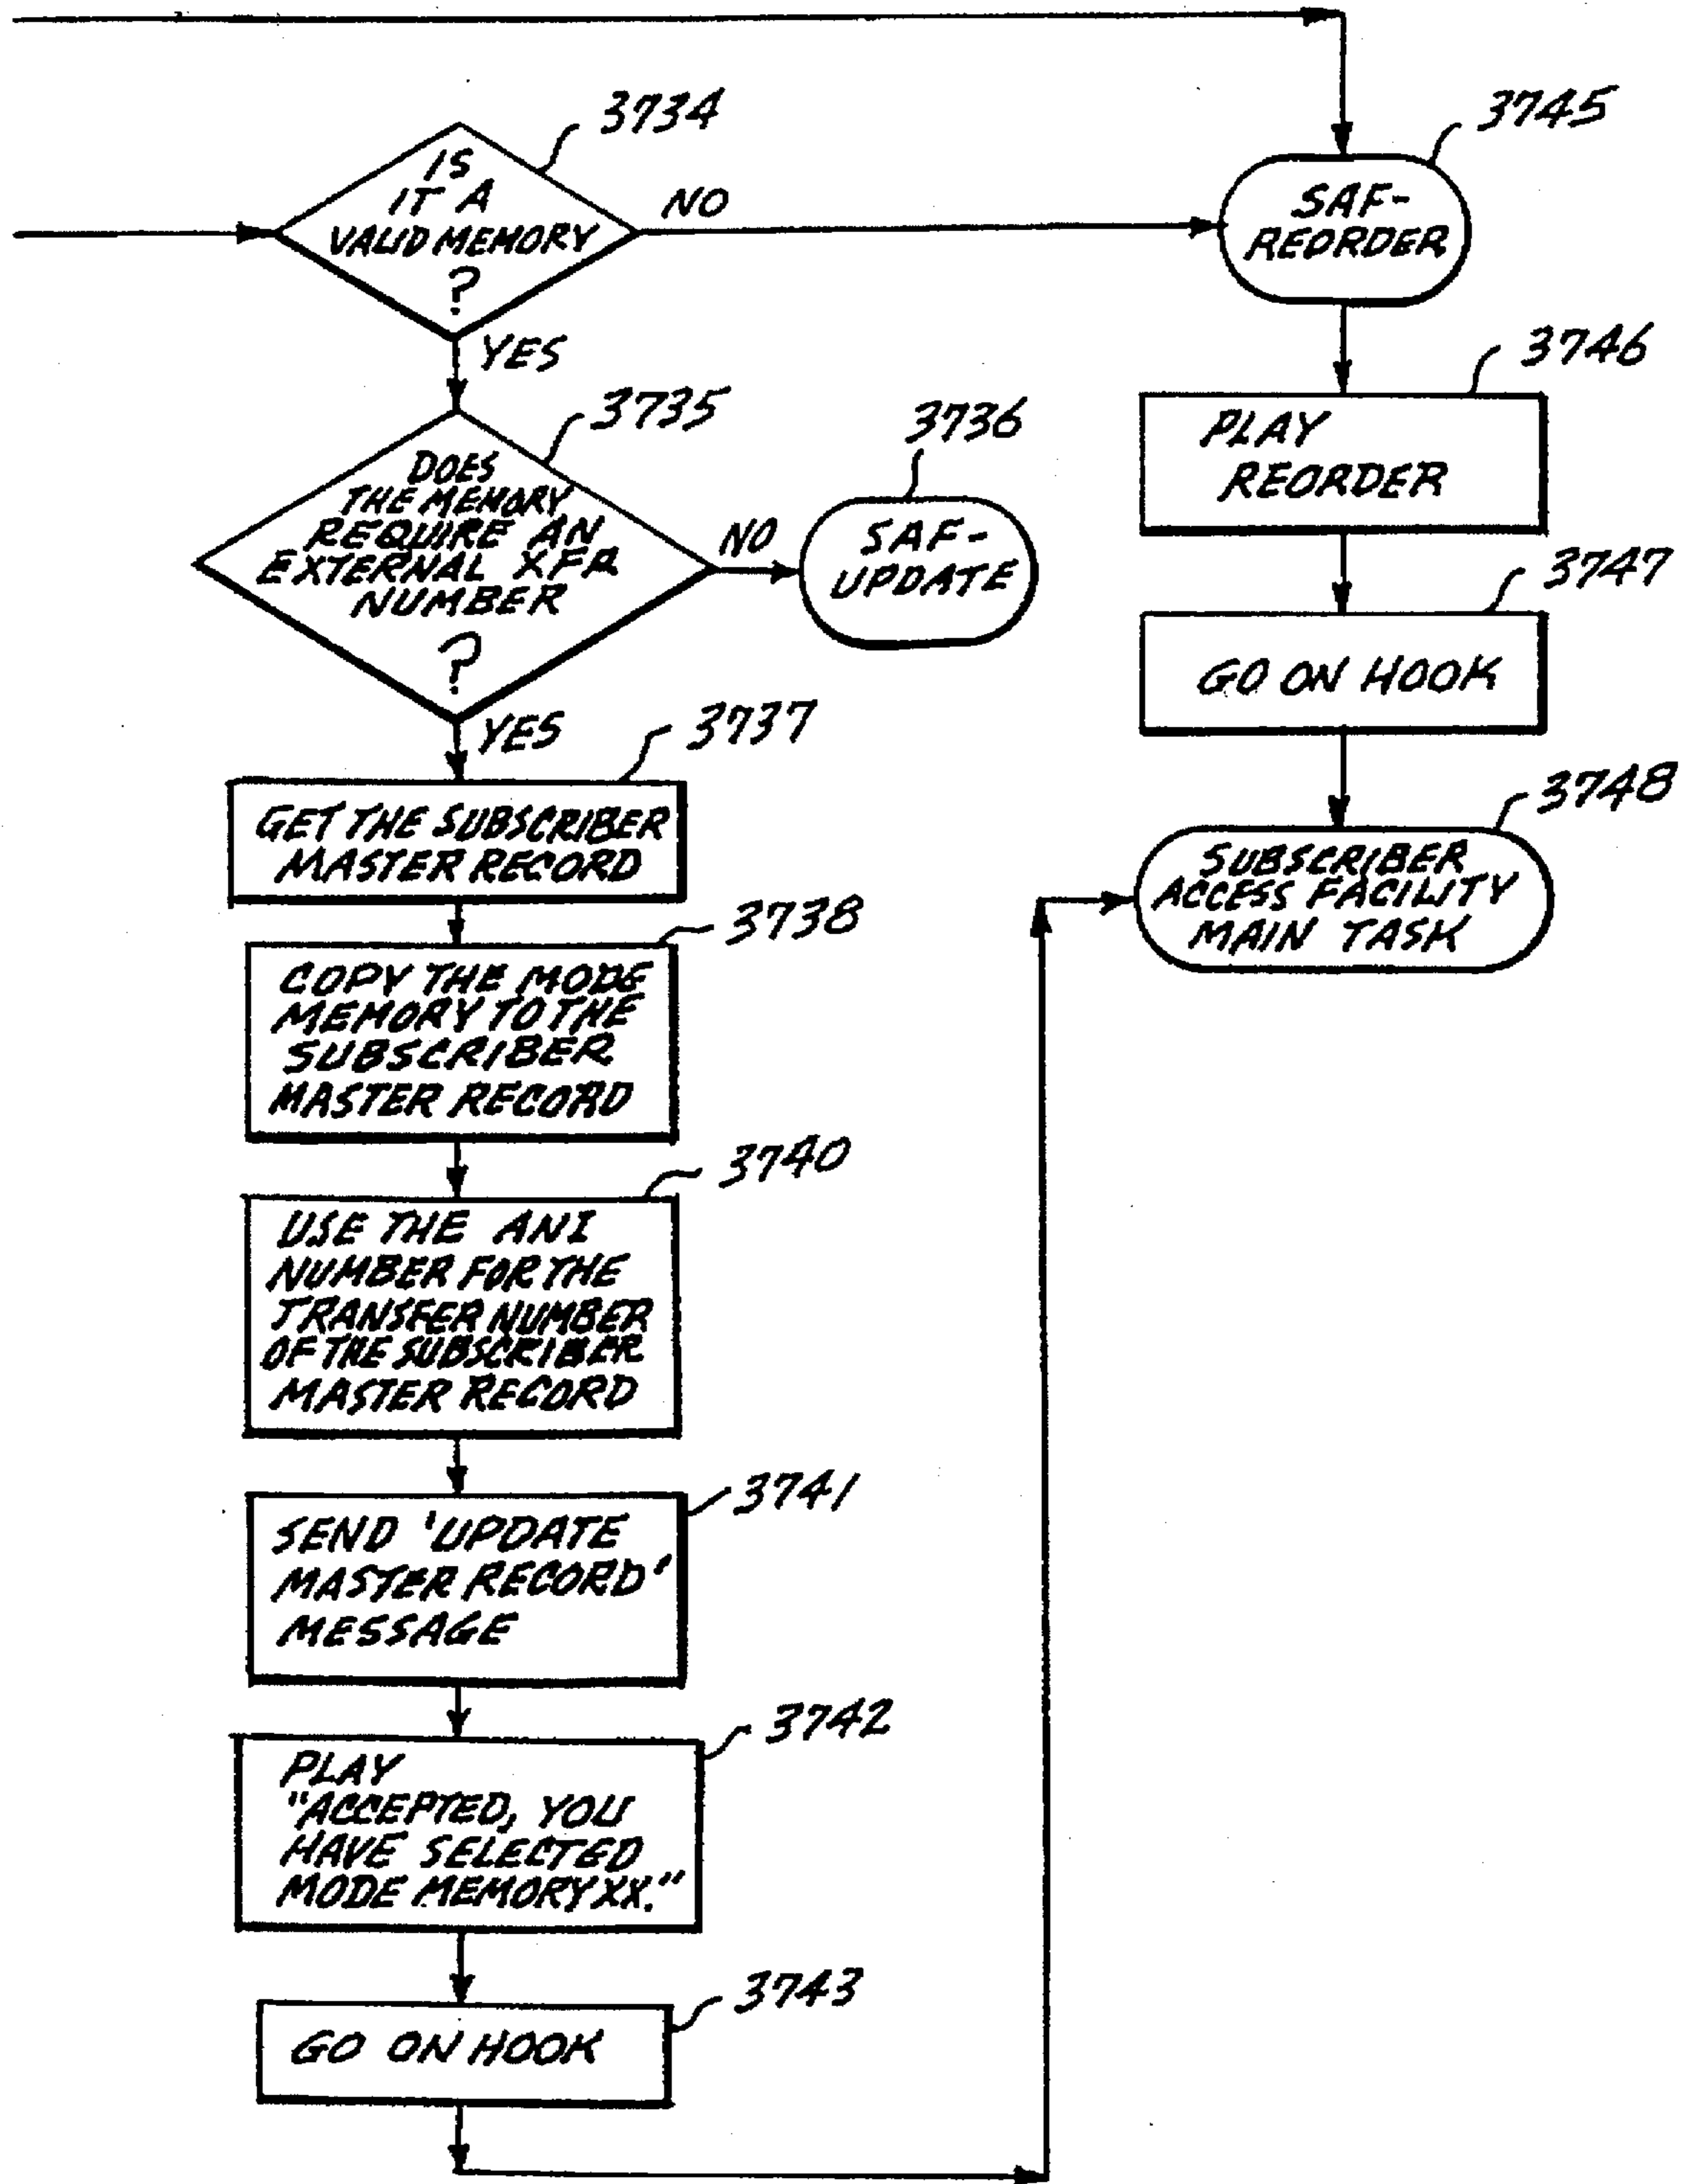 3734
IS
IT A
VALID MEMORY
?
NO
YES
3745
SAF-
REORDER
3746
PLAY
REORDER
3735
DOES
THE MEMORY
REQUIRE AN
EXTERNAL XFR
NUMBER
?
NO
YES
3736
SAF-
UPDATE
3747
GO ON HOOK
3737
GET THE SUBSCRIBER
MASTER RECORD
3748
SUBSCRIBER
ACCESS FACILITY
MAIN TASK
3738
COPY THE MODE
MEMORY TO THE
SUBSCRIBER
MASTER RECORD
3740
USE THE ANI
NUMBER FOR THE
TRANSFER NUMBER
OF THE SUBSCRIBER
MASTER RECORD
3741
SEND 'UPDATE
MASTER RECORD'
MESSAGE
3742
PLAY
"ACCEPTED, YOU
HAVE SELECTED
MODE MEMORY XX."
3743
GO ON HOOK